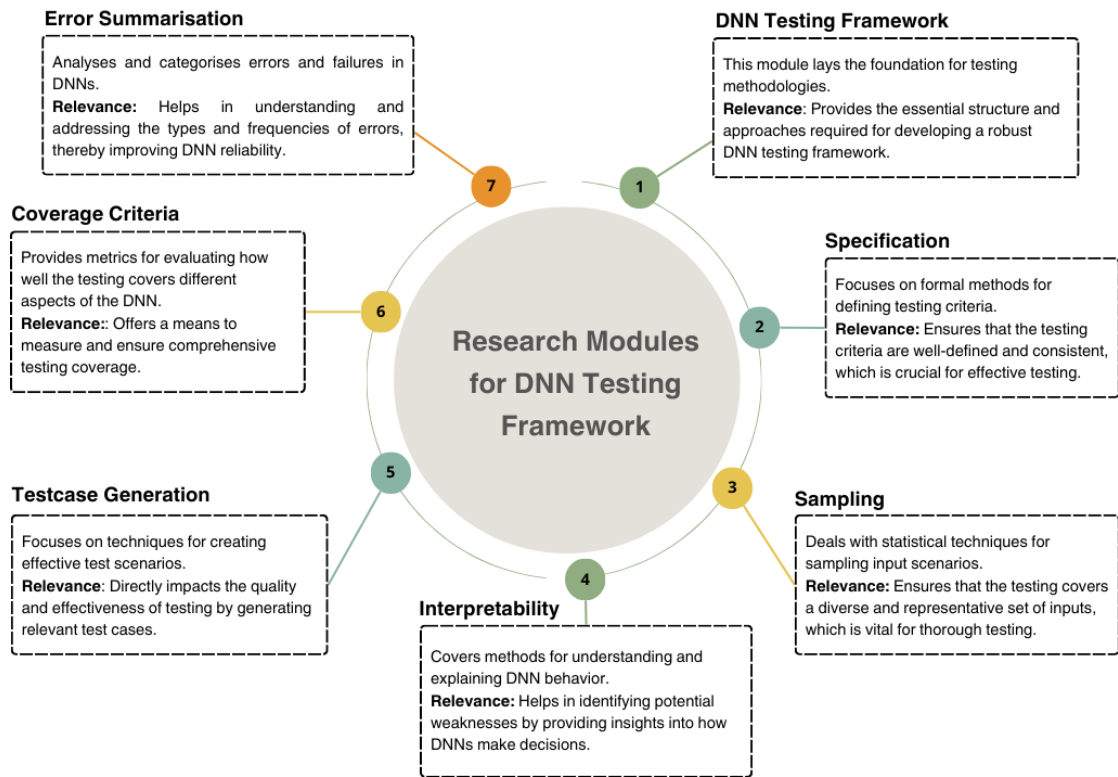 Error Summarisation
Analyses and categorises errors and failures in
DNNs.
Relevance: Helps in understanding and
addressing the types and frequencies of errors,
thereby improving DNN reliability.
DNN Testing Framework
This module lays the foundation for testing
methodologies.
Relevance: Provides the essential structure and
approaches required for developing a robust
DNN testing framework.
7
1
Coverage Criteria
Provides metrics for evaluating how
well the testing covers different
aspects of the DNN.
Relevance:: Offers a means to
measure and ensure comprehensive
testing coverage.
6
Specification
Focuses on formal methods for
defining testing criteria.
Relevance: Ensures that the testing
criteria are well-defined and consistent,
which is crucial for effective testing.
2
Research Modules
for DNN Testing
Framework
5
Testcase Generation
Focuses on techniques for creating
effective test scenarios.
Relevance: Directly impacts the quality
and effectiveness of testing by generating
relevant test cases.
3
Sampling
Deals with statistical techniques for
sampling input scenarios.
Relevance: Ensures that the testing covers
a diverse and representative set of inputs,
which is vital for thorough testing.
4
Interpretability
Covers methods for understanding and
explaining DNN behavior.
Relevance: Helps in identifying potential
weaknesses by providing insights into how
DNNs make decisions.